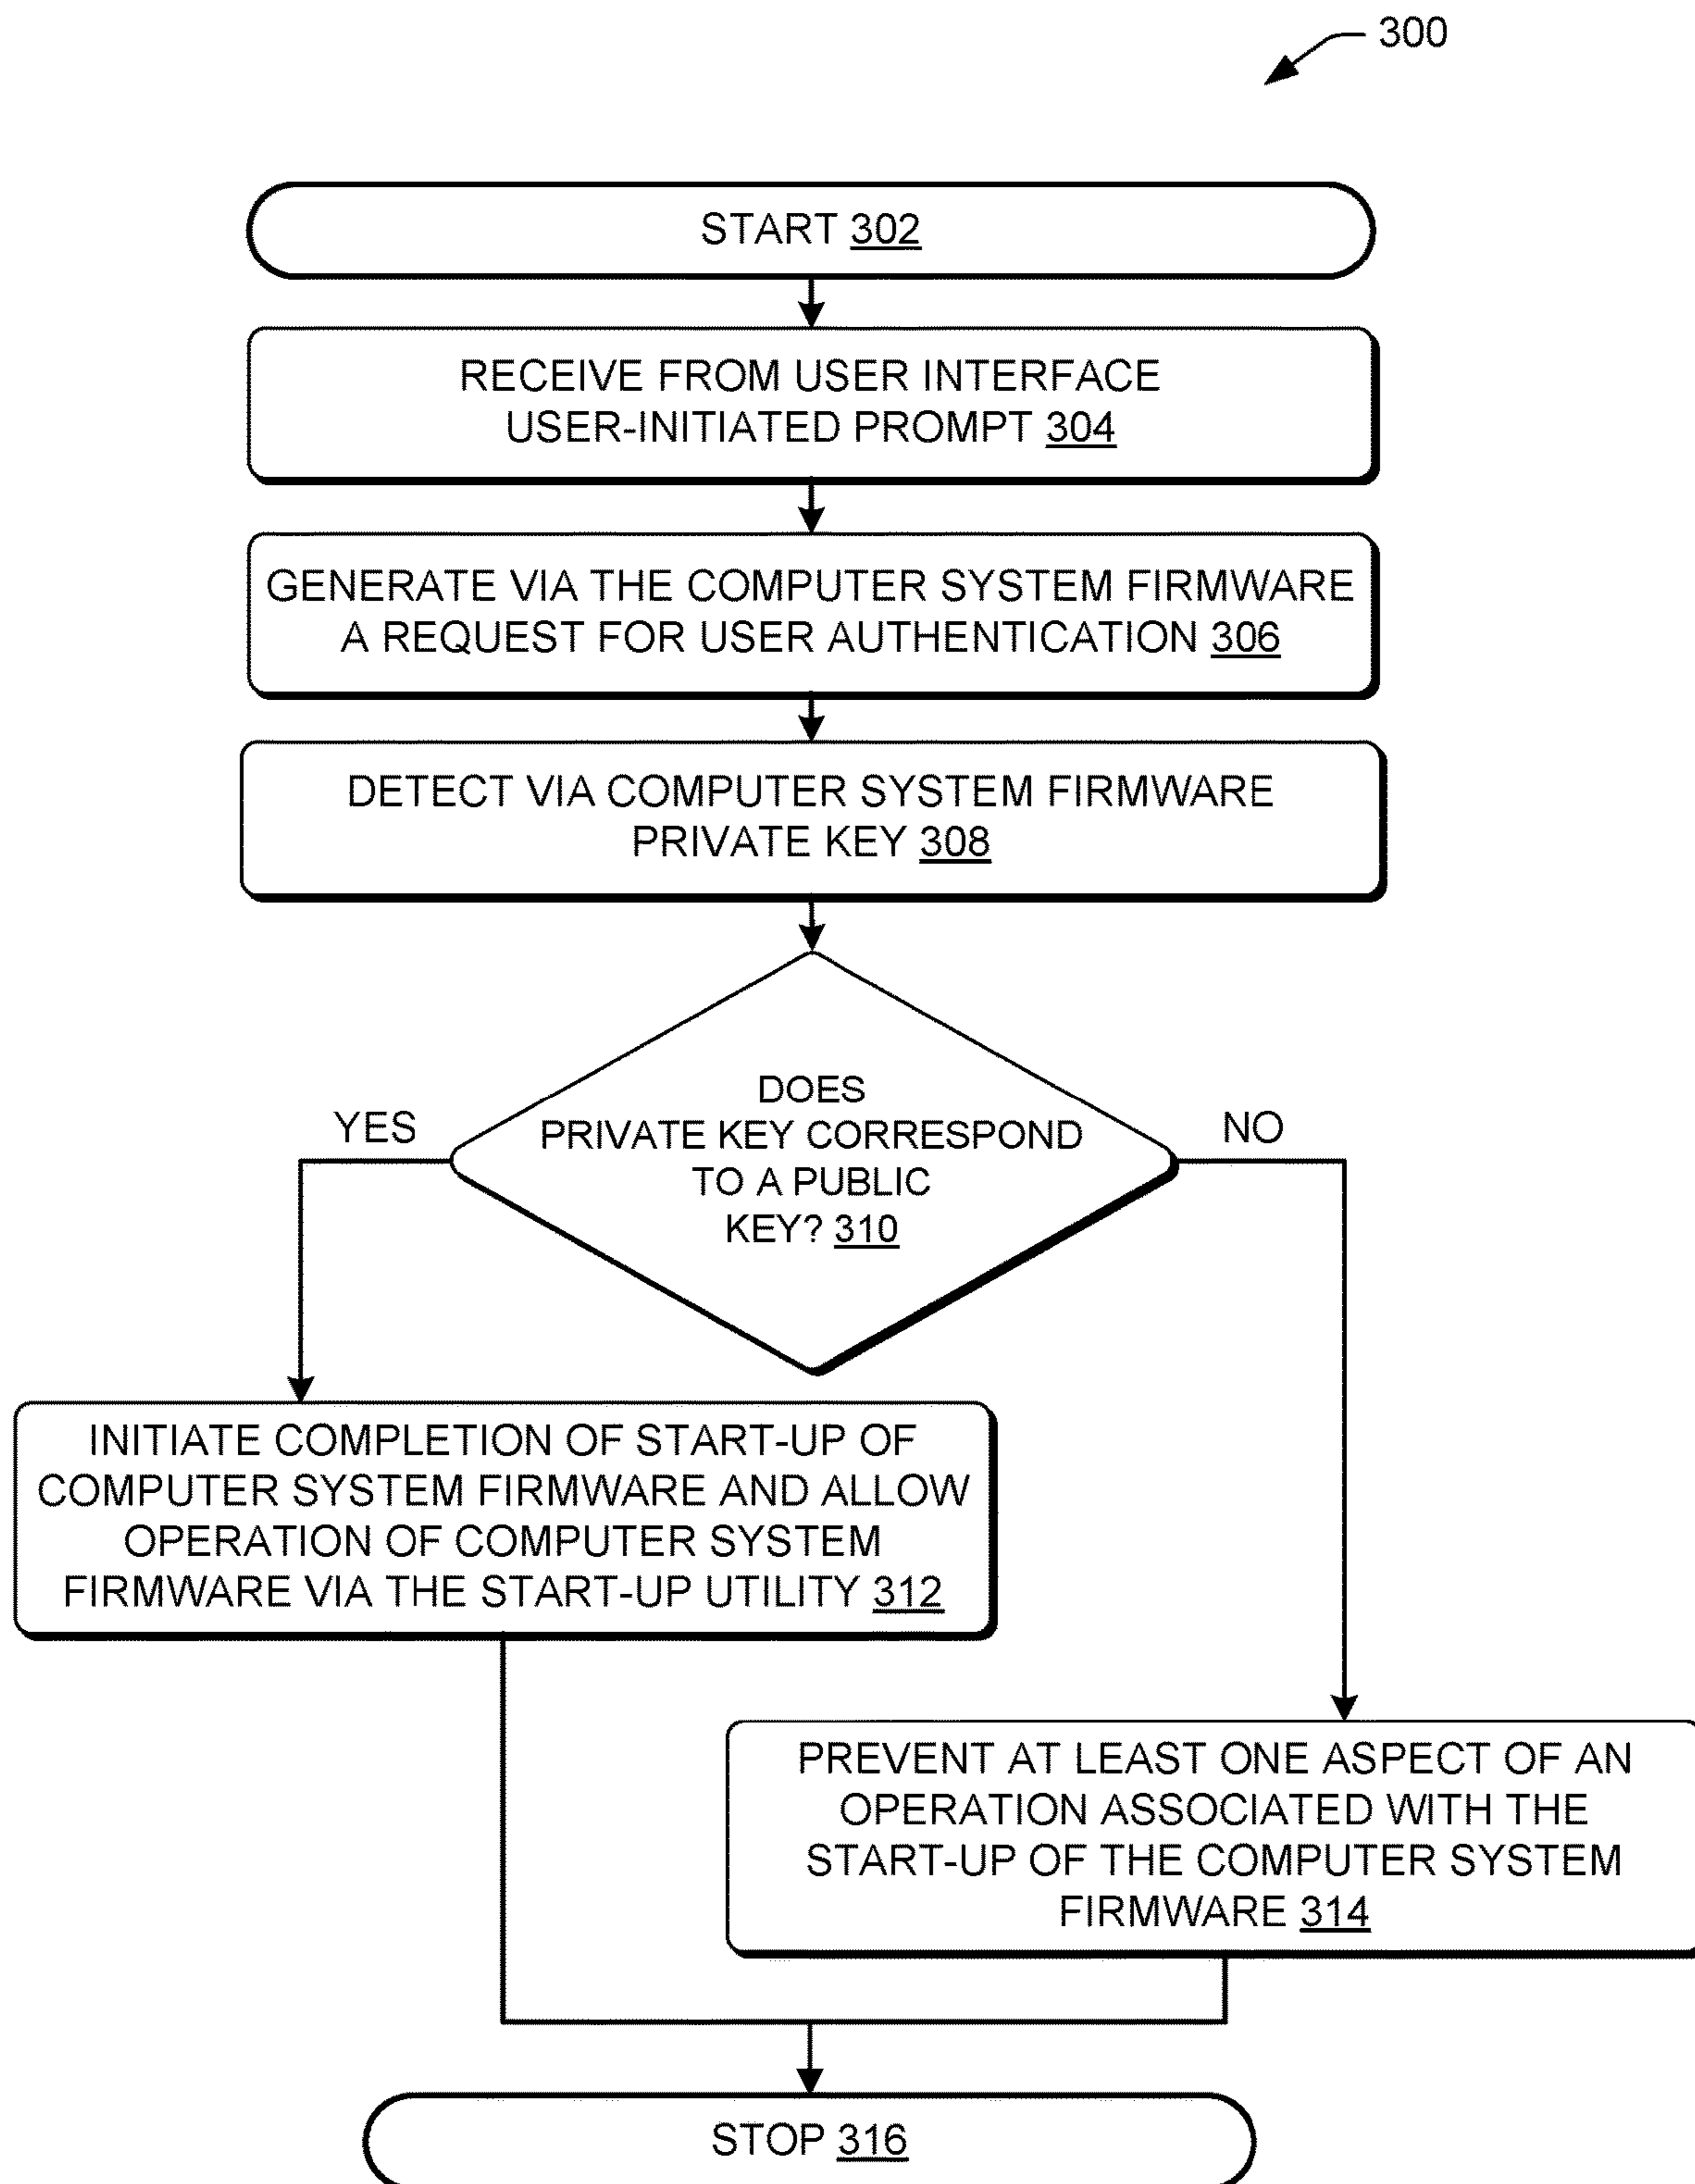 300
START 302
RECEIVE FROM USER INTERFACE
USER-INITIATED PROMPT 304
GENERATE VIA THE COMPUTER SYSTEM FIRMWARE
A REQUEST FOR USER AUTHENTICATION 306
DETECT VIA COMPUTER SYSTEM FIRMWARE
PRIVATE KEY 308
DOES
PRIVATE KEY CORRESPOND
TO A PUBLIC
KEY? 310
YES
NO
INITIATE COMPLETION OF START-UP OF
COMPUTER SYSTEM FIRMWARE AND ALLOW
OPERATION OF COMPUTER SYSTEM
FIRMWARE VIA THE START-UP UTILITY 312
PREVENT AT LEAST ONE ASPECT OF AN
OPERATION ASSOCIATED WITH THE
START-UP OF THE COMPUTER SYSTEM
FIRMWARE 314
STOP 316